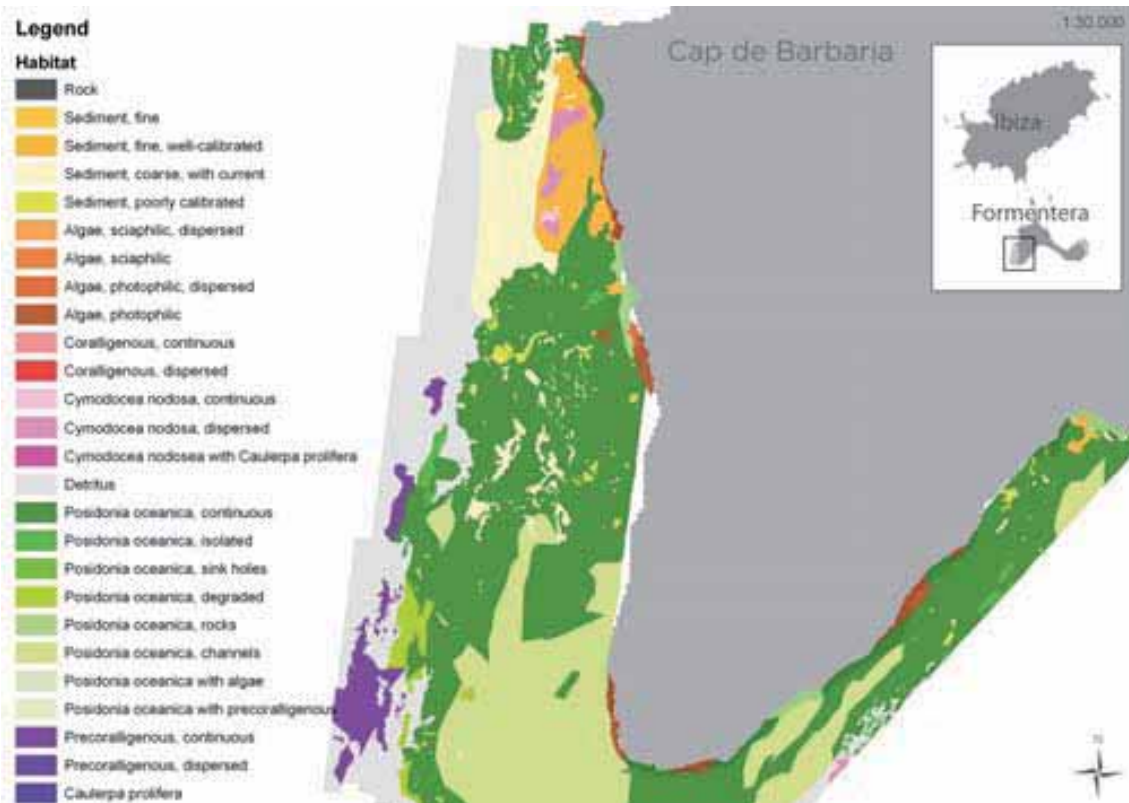 Legend
Habitat
Rock
Sediment, fine
Sediment, fine, well-calibrated
Sediment, coarse, with current
Sediment, poorly calibrated
Algae, sciaphilic, dispersed
Algae, sciaphilic
Algae, photophilic, dispersed
Algae, photophilic
Coralligenous, continuous
Coralligenous, dispersed
Cymodocea nodosa, continuous
Cymodocea nodosa, dispersed
Cymodocea nodosea with Caulerpa prolifera
Detritus
Posidonia oceanica, continuous
Posidonia oceanica, isolated
Posidonia oceanica, sink holes
Posidonia oceanica, degraded
Posidonia oceanica, rocks
Posidonia oceanica, channels
Posidonia oceanica with algae
Posidonia oceanica with precoralligenous
Precoralligenous, continuous
Precoralligenous, dispersed
Caulerpa prolifera
Cap de Barbaria
1:30.000
Ibiza
Formentera